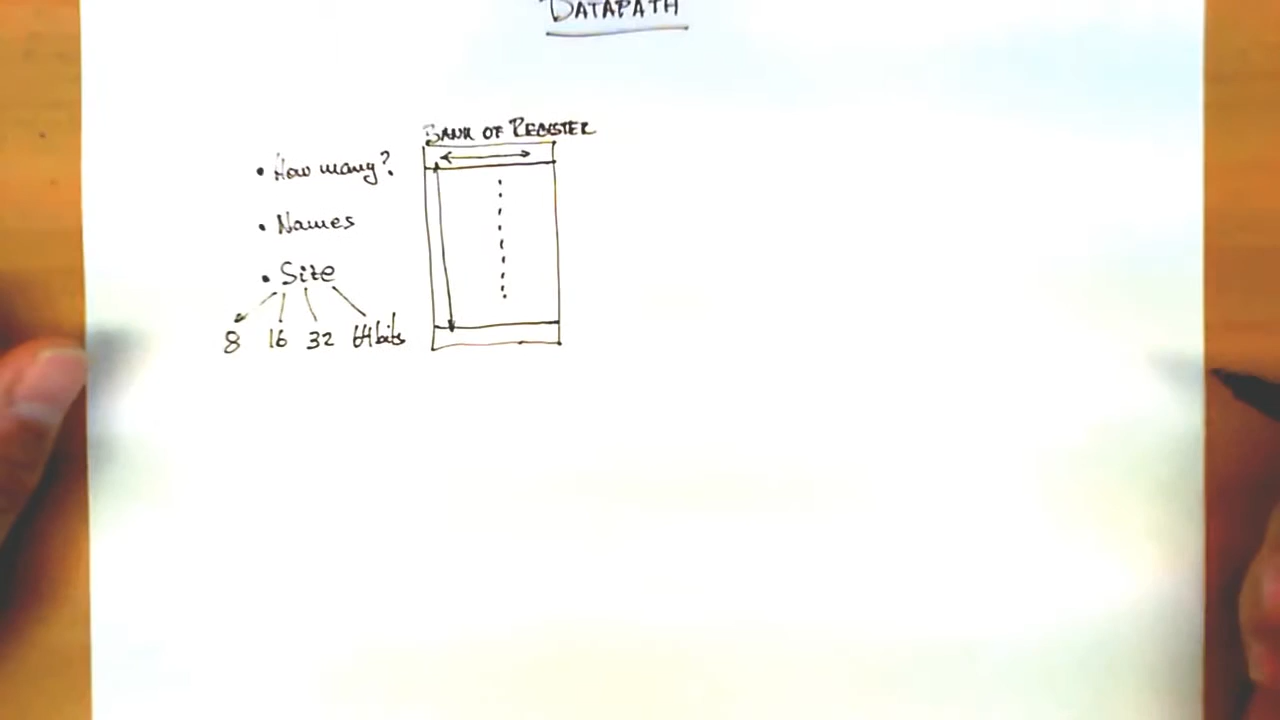 DATAPATH
BANK OF REGISTER
• How many?
• Names
• Size
8 16 32 64bits